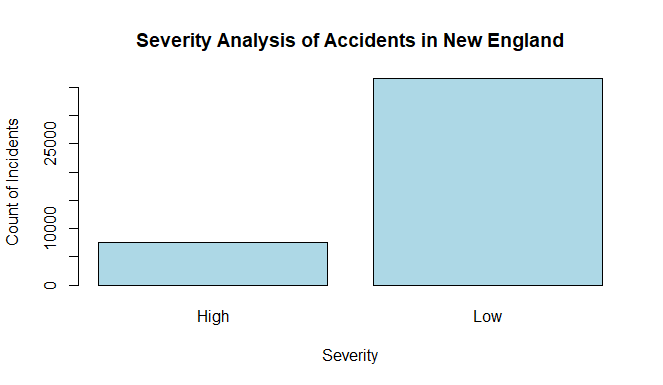 Severity Analysis of Accidents in New England
Count of Incidents
25000
10000
0
High
Low
Severity